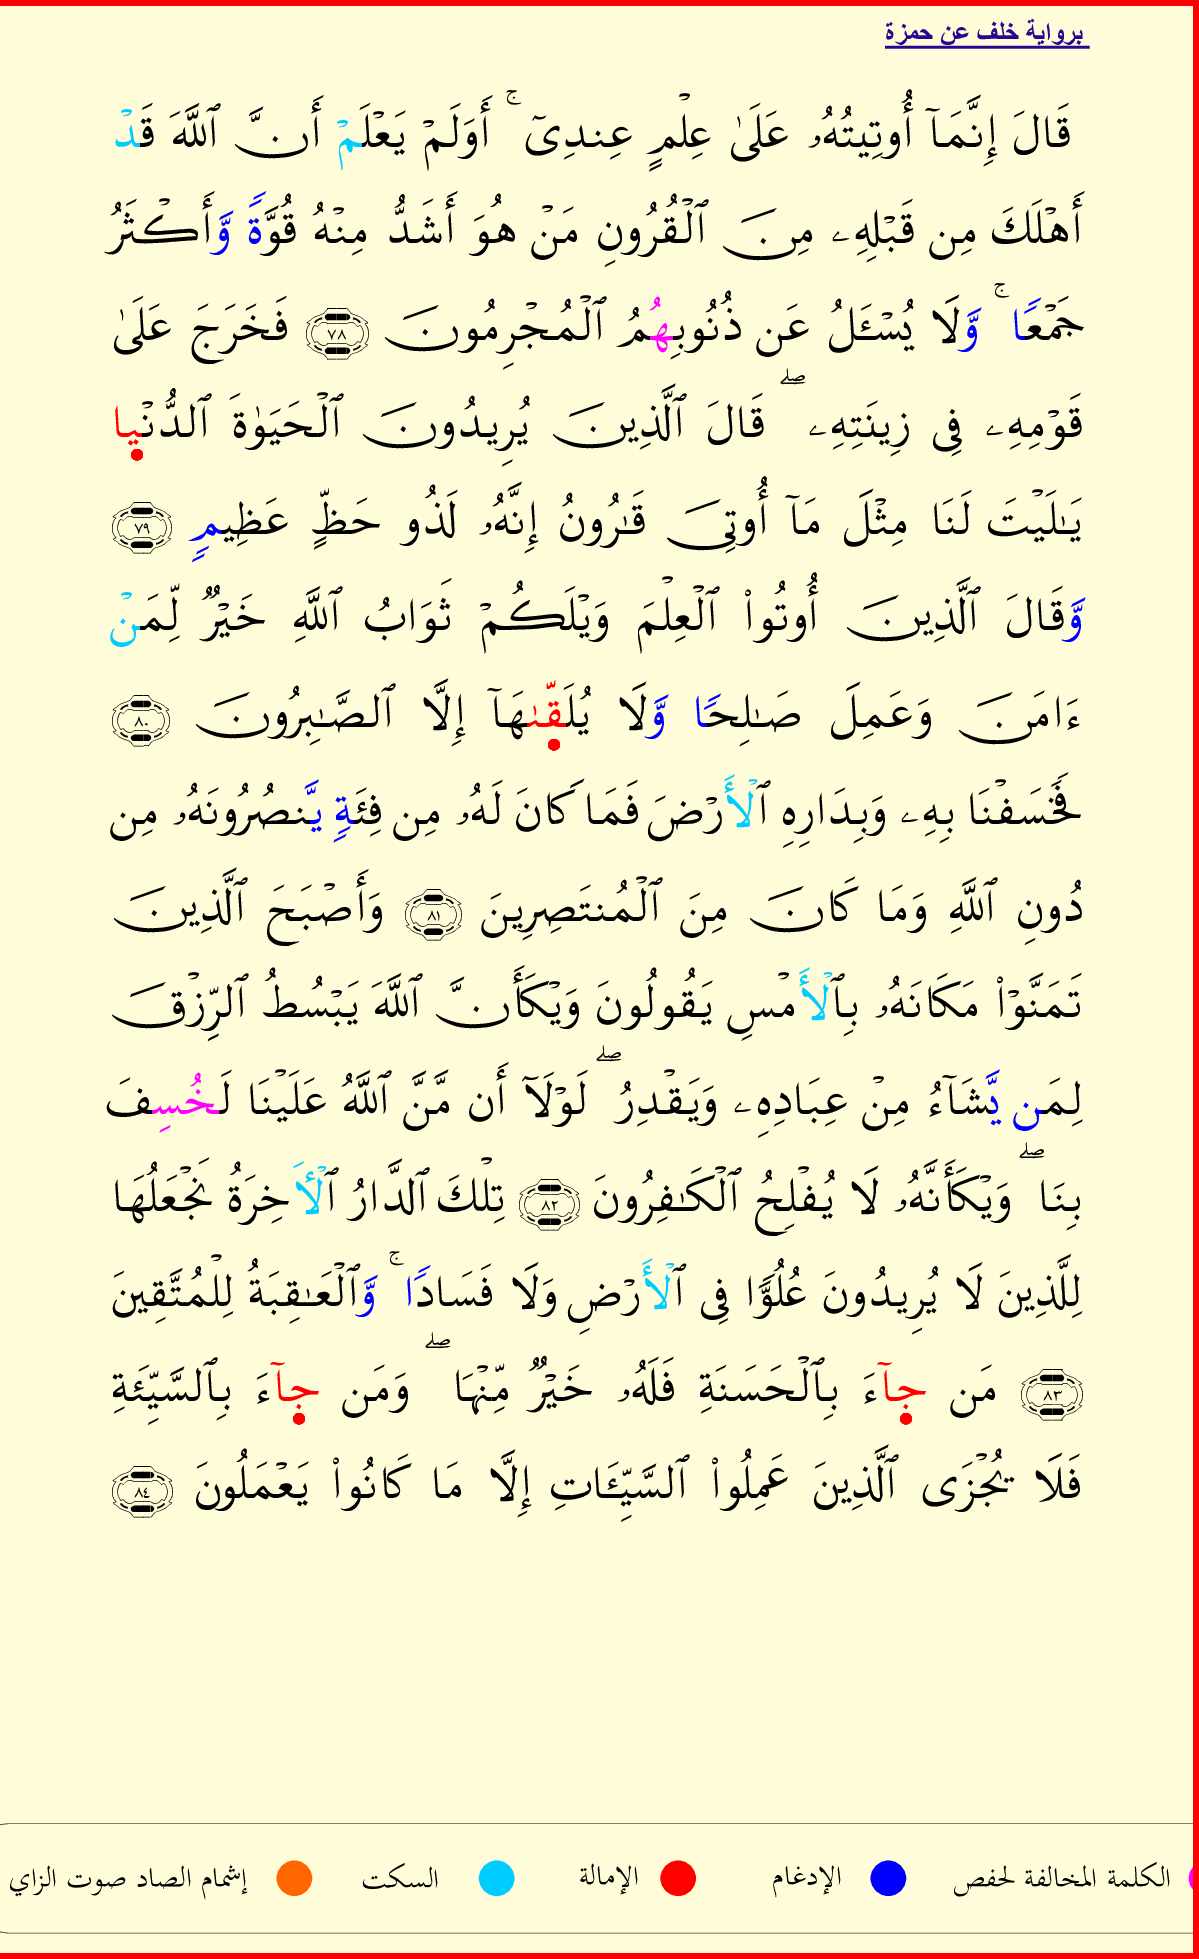 برواية خلف عن حمزة
قَالَ إِنَّمَآ أُوتِيتُهُۥ عَلَىٰ عِلْمٍ عِندِىٓ ۚ أَوَلَمْ يَعْلَمْ أَنَّ ٱللَّهَ قَدْ
أَهْلَكَ مِن قَبْلِهِۦ مِنَ ٱلْقُرُونِ مَنْ هُوَ أَشَدُّ مِنْهُ قُوَّةً وَّأَكْثَرُ
جَمْعًا ۚ وَّلَا يُسْـَٔلُ عَن ذُنُوبِهُمُ ٱلْمُجْرِمُونَ ﴿٧٨﴾ فَخَرَجَ عَلَىٰ
قَوْمِهِۦ فِى زِينَتِهِۦ ۖ قَالَ ٱلَّذِينَ يُرِيدُونَ ٱلْحَيَوٰةَ ٱلدُّنْيا
يَـٰلَيْتَ لَنَا مِثْلَ مَآ أُوتِىَ قَـٰرُونُ إِنَّهُۥ لَذُو حَظٍّ عَظِيمٍ ﴿٧٩﴾
وَّقَالَ ٱلَّذِينَ أُوتُوا۟ ٱلْعِلْمَ وَيْلَكُمْ ثَوَابُ ٱللَّهِ خَيْرٌ لِّمَنْ
ءَامَنَ وَعَمِلَ صَـٰلِحًا وَّلَا يُلَقّىٰهَآ إِلَّا ٱلصَّـٰبِرُونَ ﴿٨٠﴾
فَخَسَفْنَا بِهِۦ وَبِدَارِهِ ٱلْأَرْضَ فَمَا كَانَ لَهُۥ مِن فِئَةٍ يَّنصُرُونَهُۥ مِن
دُونِ ٱللَّهِ وَمَا كَانَ مِنَ ٱلْمُنتَصِرِينَ ﴿٨١﴾ وَأَصْبَحَ ٱلَّذِينَ
تَمَنَّوْا۟ مَكَانَهُۥ بِٱلْأَمْسِ يَقُولُونَ وَيْكَأَنَّ ٱللَّهَ يَبْسُطُ ٱلرِّزْقَ
لِمَن يَّشَآءُ مِنْ عِبَادِهِۦ وَيَقْدِرُ ۖ لَوْلَآ أَن مَّنَّ ٱللَّهُ عَلَيْنَا لَخُسِفَ
بِنَا ۖ وَيْكَأَنَّهُۥ لَا يُفْلِحُ ٱلْكَـٰفِرُونَ ﴿٨٢﴾ تِلْكَ ٱلدَّارُ ٱلْأَخِرَةُ نَجْعَلُهَا
لِلَّذِينَ لَا يُرِيدُونَ عُلُوًّا فِى ٱلْأَرْضِ وَلَا فَسَادًا ۚ وَّٱلْعَـٰقِبَةُ لِلْمُتَّقِينَ
﴿٨٣﴾ مَن جآءَ بِٱلْحَسَنَةِ فَلَهُۥ خَيْرٌ مِّنْهَا ۖ وَمَن جآءَ بِٱلسَّيِّئَةِ
فَلَا يُجْزَى ٱلَّذِينَ عَمِلُوا۟ ٱلسَّيِّـَٔاتِ إِلَّا مَا كَانُوا۟ يَعْمَلُونَ ﴿٨٤﴾
الكلمة المخالفة لحفص الإدغام الإمالة السكت إشمام الصاد صوت الزاي